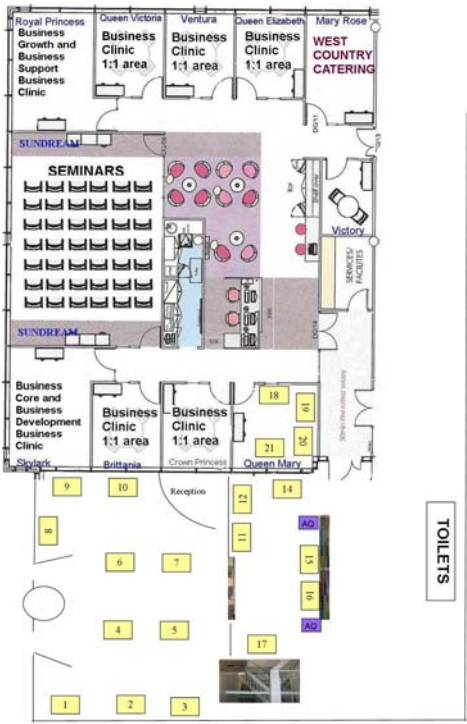 Royal Princess
Business
Growth and
Business
Support
Business
Clinic
Queen Victoria
Business
Clinic
1:1 area
Ventura
Business
Clinic
1:1 area
Queen Elizabeth
Business
Clinic
1:1 area
Mary Rose
WEST
COUNTRY
CATERING
SUNDREAM
SEMINARS
SUNDREAM
Bar
Victory
SERVICES/
FACILITES
Business
Core and
Business
Development
Business
Clinic
Skylark
Business
Clinic
1:1 area
Brittania
Business
Clinic
1:1 area
Crown Princess
18
19
21
20
Queen Mary
9
10
Reception
12
14
8
11
AQ
6
7
15
16
4
5
AQ
17
1
2
3
TOILETS